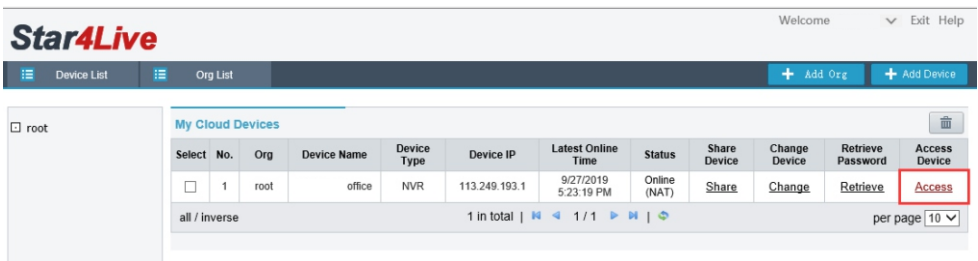 Welcome Exit Help
Star4Live
Device List Org List + Add Org + Add Device
root
My Cloud Devices
Select No. Org Device Name Device Type Device IP Latest Online Time Status Share Device Change Device Retrieve Password Access Device
1 root office NVR 113.249.193.1 9/27/2019 5:23:19 PM Online (NAT) Share Change Retrieve Access
all / inverse 1 in total | 1 / 1 | per page 10